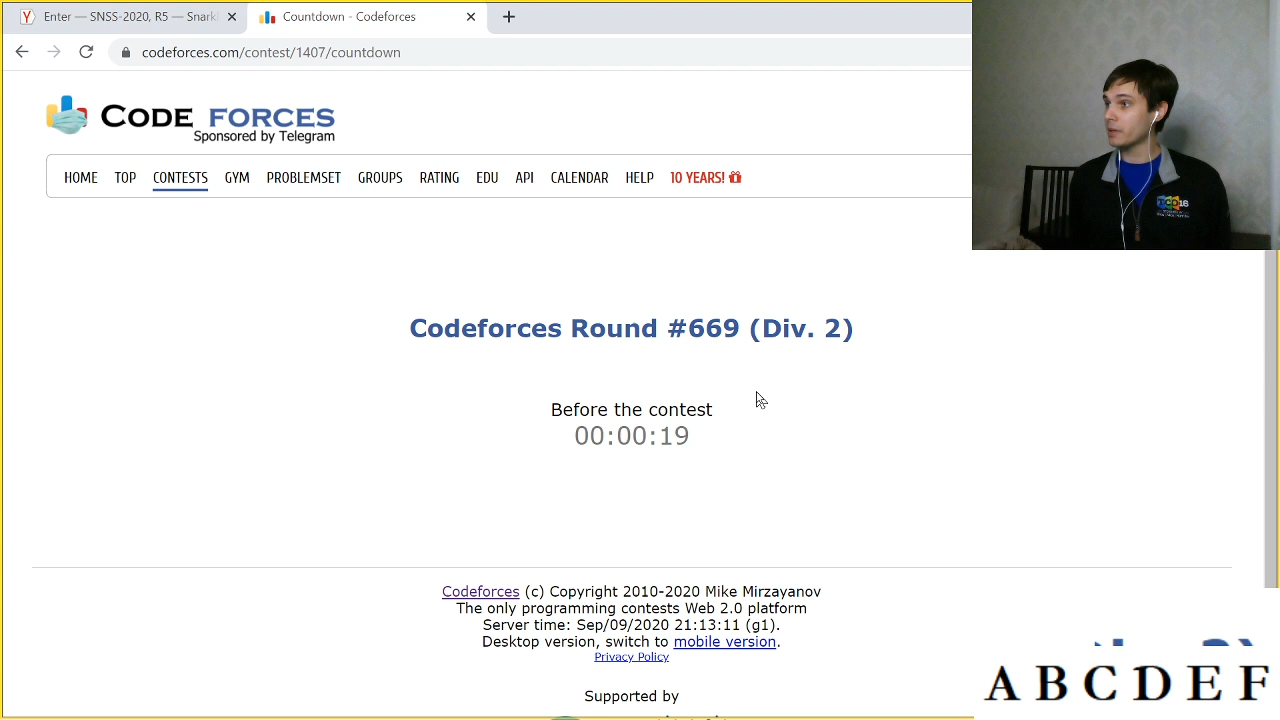 Enter — SNSS-2020, R5 — Snark
Countdown - Codeforces
codeforces.com/contest/1407/countdown
CODE FORCES
Sponsored by Telegram
HOME TOP CONTESTS GYM PROBLEMSET GROUPS RATING EDU API CALENDAR HELP 10 YEARS!
Codeforces Round #669 (Div. 2)
Before the contest
00:00:19
Codeforces (c) Copyright 2010-2020 Mike Mirzayanov
The only programming contests Web 2.0 platform
Server time: Sep/09/2020 21:13:11 (g1).
Desktop version, switch to mobile version.
Privacy Policy
Supported by
A B C D E F